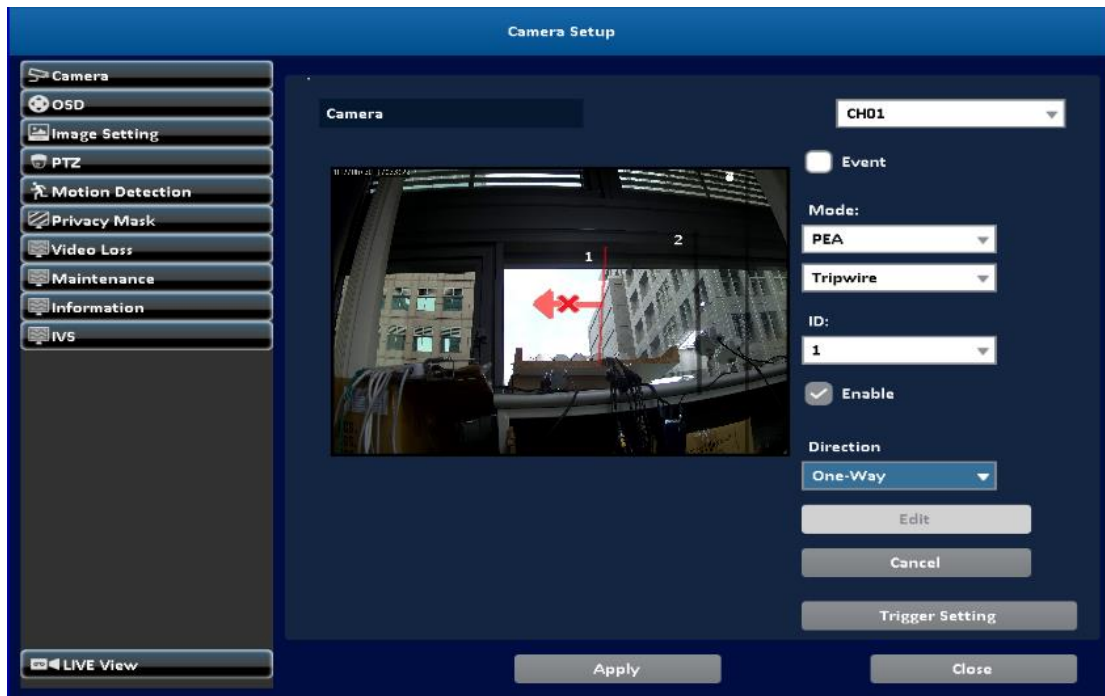 Camera Setup
Camera
OSD
Image Setting
PTZ
Motion Detection
Privacy Mask
Video Loss
Maintenance
Information
IVS
LIVE View
Camera
CH01
1
2
Event
Mode:
PEA
Tripwire
ID:
1
Enable
Direction
One-Way
Edit
Cancel
Trigger Setting
Apply
Close